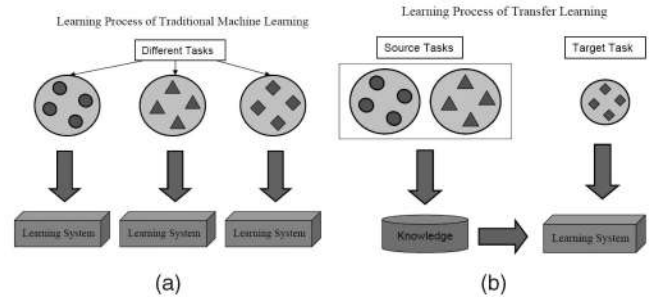 Learning Process of Traditional Machine Learning
Different Tasks
Learning System
Learning System
Learning System
(a)
Learning Process of Transfer Learning
Source Tasks
Target Task
Knowledge
Learning System
(b)